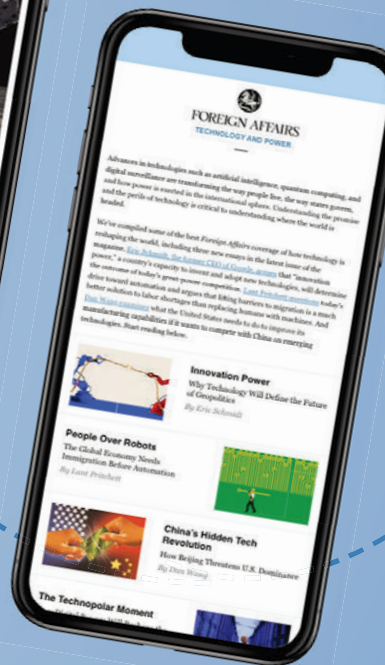 FOREIGN AFFAIRS
TECHNOLOGY AND POWER
Advances in technologies such as artificial intelligence, quantum computing, and
digital surveillance are transforming the way people live, the way states govern,
and how power is exerted in the international sphere. Understanding the promise
and the perils of technology is critical to understanding where the world is
headed.
We've compiled some of the best Foreign Affairs coverage of how technology is
reshaping the world, including three new essays in the latest issue of the
magazine. Eric Schmidt, the former CEO of Google, argues that "innovation
power," a country's capacity to invent and adopt new technologies, will determine
the outcome of today's great-power competition. Lant Pritchett questions today's
drive toward automation and argues that lifting barriers to migration is a much
better solution to labor shortages than replacing humans with machines. And
Dan Wang examines what the United States needs to do to improve its
manufacturing capabilities if it wants to compete with China on emerging
technologies. Start reading below.
Innovation Power
Why Technology Will Define the Future
of Geopolitics
By Eric Schmidt
People Over Robots
The Global Economy Needs
Immigration Before Automation
By Lant Pritchett
China's Hidden Tech
Revolution
How Beijing Threatens U.S. Dominance
By Dan Wang
The Technopolar Moment